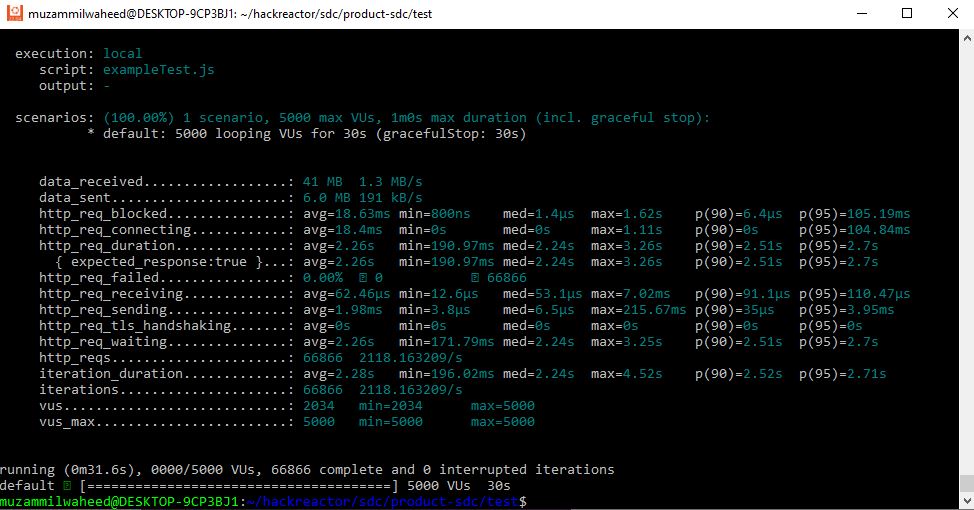 muzammilwaheed@DESKTOP-9CP3BJ1: ~/hackreactor/sdc/product-sdc/test
execution: local
script: exampleTest.js
output: -
scenarios: (100.00%) 1 scenario, 5000 max VUs, 1m0s max duration (incl. graceful stop):
* default: 5000 looping VUs for 30s (gracefulStop: 30s)
data_received..................: 41 MB 1.3 MB/s
data_sent......................: 6.0 MB 191 kB/s
http_req_blocked...............: avg=18.63ms min=800ns med=1.4µs max=1.62s p(90)=6.4µs p(95)=105.19ms
http_req_connecting............: avg=18.4ms min=0s med=0s max=1.11s p(90)=0s p(95)=104.84ms
http_req_duration..............: avg=2.26s min=190.97ms med=2.24s max=3.26s p(90)=2.51s p(95)=2.7s
{ expected_response:true }...: avg=2.26s min=190.97ms med=2.24s max=3.26s p(90)=2.51s p(95)=2.7s
http_req_failed................: 0.00% 0 66866
http_req_receiving.............: avg=62.46µs min=12.6µs med=53.1µs max=7.02ms p(90)=91.1µs p(95)=110.47µs
http_req_sending...............: avg=1.98ms min=3.8µs med=6.5µs max=215.67ms p(90)=35µs p(95)=3.95ms
http_req_tls_handshaking.......: avg=0s min=0s med=0s max=0s p(90)=0s p(95)=0s
http_req_waiting...............: avg=2.26s min=171.79ms med=2.24s max=3.25s p(90)=2.51s p(95)=2.7s
http_reqs......................: 66866 2118.163209/s
iteration_duration.............: avg=2.28s min=196.02ms med=2.24s max=4.52s p(90)=2.52s p(95)=2.71s
iterations.....................: 66866 2118.163209/s
vus............................: 2034 min=2034 max=5000
vus_max........................: 5000 min=5000 max=5000
running (0m31.6s), 0000/5000 VUs, 66866 complete and 0 interrupted iterations
default [======================================] 5000 VUs 30s
muzammilwaheed@DESKTOP-9CP3BJ1:~/hackreactor/sdc/product-sdc/test$